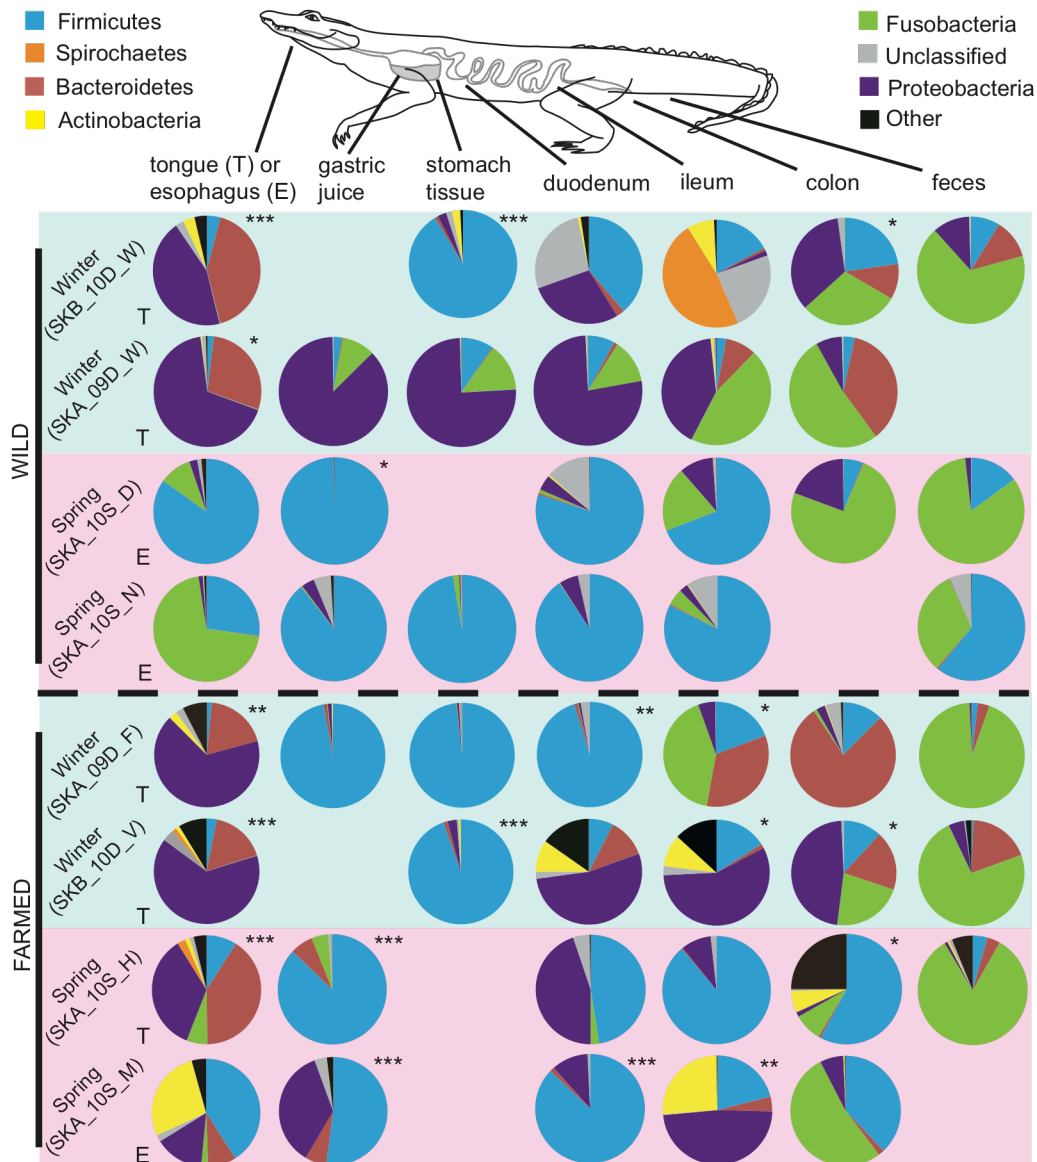 Firmicutes
Spirochaetes
Bacteroidetes
Actinobacteria
Fusobacteria
Unclassified
Proteobacteria
Other
tongue (T) or
esophagus (E)
gastric
juice
stomach
tissue
duodenum
ileum
colon
feces
WILD
Winter
(SKB_10D_W)
T
***
***
*
Winter
(SKA_09D_W)
T
*
Spring
(SKA_10S_D)
E
*
Spring
(SKA_10S_N)
E
FARMED
Winter
(SKA_09D_F)
T
**
**
*
Winter
(SKB_10D_V)
T
***
***
*
*
Spring
(SKA_10S_H)
T
***
***
*
Spring
(SKA_10S_M)
E
***
***
**